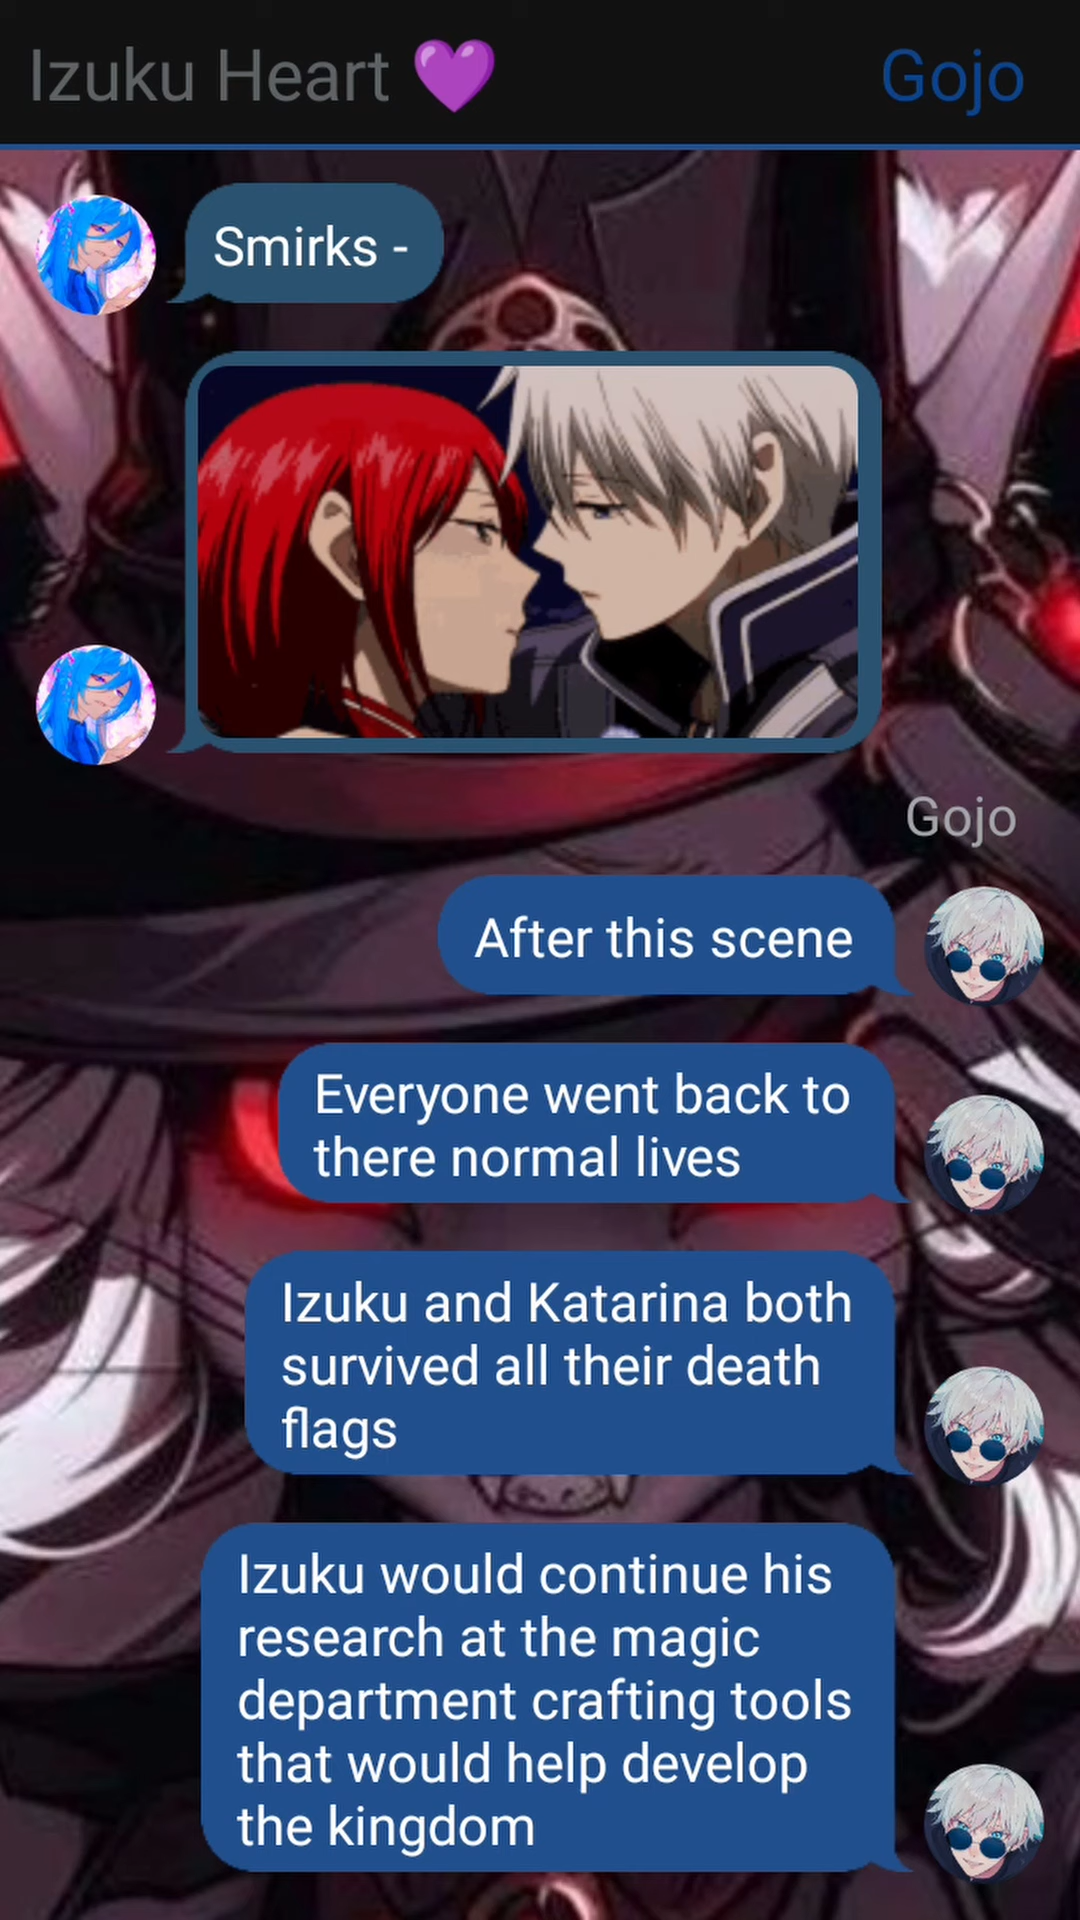 Izuku Heart 💜
Gojo
Smirks -
Gojo
After this scene
Everyone went back to
there normal lives
Izuku and Katarina both
survived all their death
flags
Izuku would continue his
research at the magic
department crafting tools
that would help develop
the kingdom